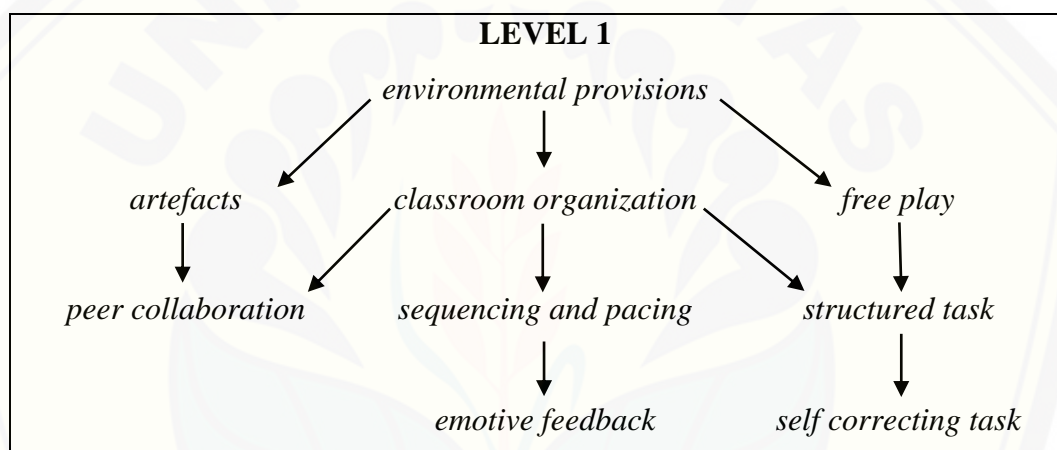 LEVEL 1
environmental provisions
artefacts classroom organization free play
peer collaboration sequencing and pacing structured task
emotive feedback self correcting task